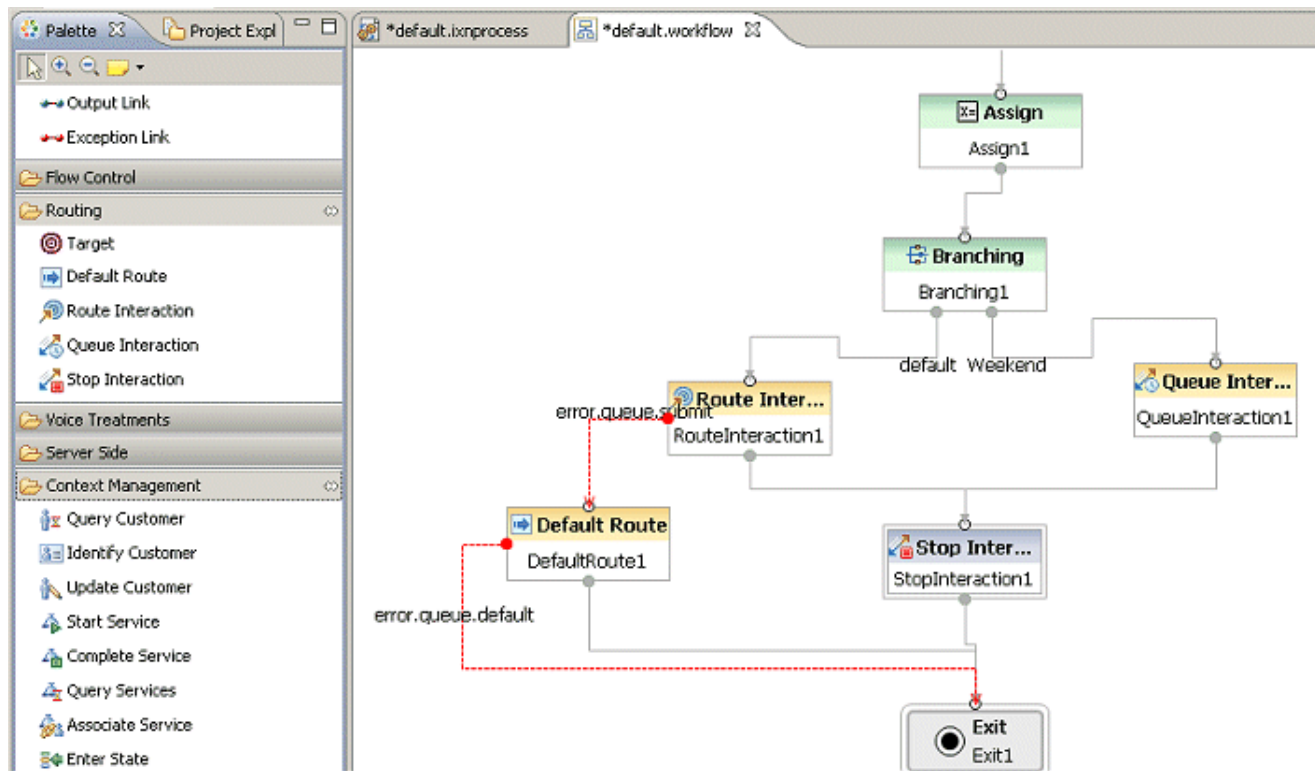 Palette
Project Expl
*default.ixnprocess
*default.workflow
Output Link
Exception Link
Flow Control
Routing
Target
Default Route
Route Interaction
Queue Interaction
Stop Interaction
Voice Treatments
Server Side
Context Management
Query Customer
Identify Customer
Update Customer
Start Service
Complete Service
Query Services
Associate Service
Enter State
X= Assign
Assign1
Branching
Branching1
default Weekend
Route Inter...
RouteInteraction1
Queue Inter...
QueueInteraction1
error.queue.submit
Default Route
DefaultRoute1
Stop Inter...
StopInteraction1
error.queue.default
Exit
Exit1